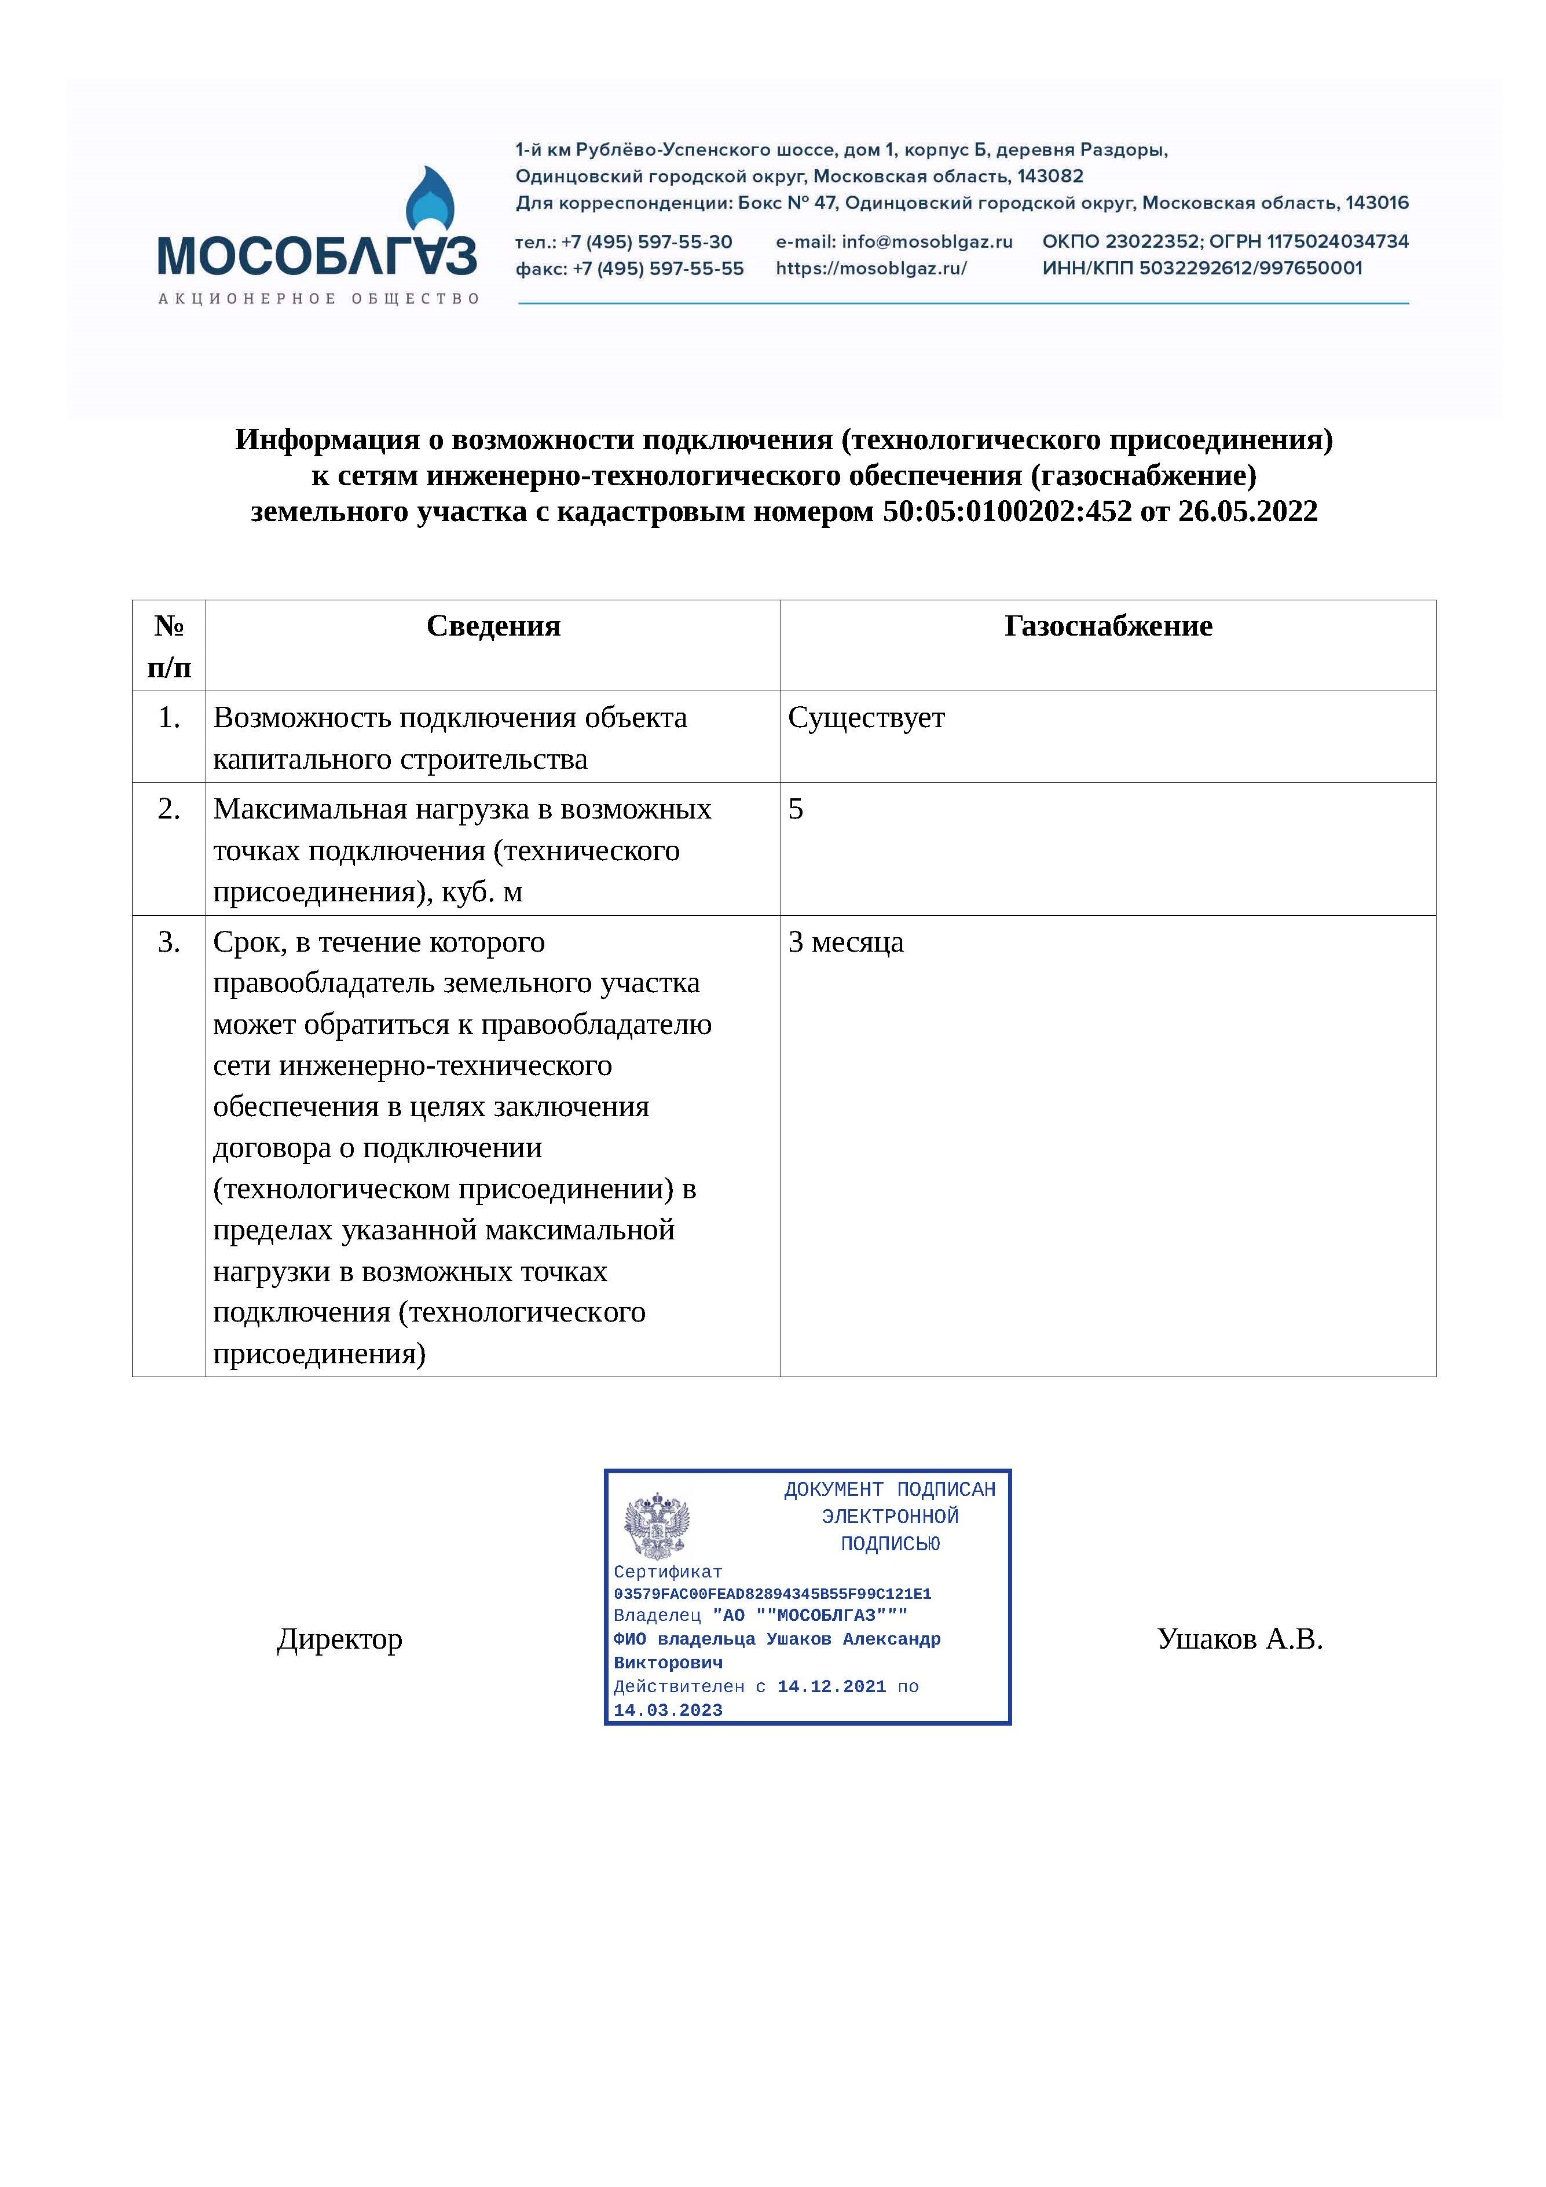 МОСОБЛГАЗ
АКЦИОНЕРНОЕ ОБЩЕСТВО
1-й км Рублёво-Успенского шоссе, дом 1, корпус Б, деревня Раздоры,
Одинцовский городской округ, Московская область, 143082
Для корреспонденции: Бокс № 47, Одинцовский городской округ, Московская область, 143016
тел.: +7 (495) 597-55-30 e-mail: info@mosoblgaz.ru ОКПО 23022352; ОГРН 1175024034734
факс: +7 (495) 597-55-55 https://mosoblgaz.ru/ ИНН/КПП 5032292612/997650001
Информация о возможности подключения (технологического присоединения)
к сетям инженерно-технологического обеспечения (газоснабжение)
земельного участка с кадастровым номером 50:05:0100202:452 от 26.05.2022
№ п/п
Сведения
Газоснабжение
1.
Возможность подключения объекта
капитального строительства
Существует
2.
Максимальная нагрузка в возможных
точках подключения (технического
присоединения), куб. м
5
3.
Срок, в течение которого
правообладатель земельного участка
может обратиться к правообладателю
сети инженерно-технического
обеспечения в целях заключения
договора о подключении
(технологическом присоединении) в
пределах указанной максимальной
нагрузки в возможных точках
подключения (технологического
присоединения)
3 месяца
Директор
ДОКУМЕНТ ПОДПИСАН
ЭЛЕКТРОННОЙ
ПОДПИСЬЮ
Сертификат
03579FAC00FEAD82894345B55F99C121E1
Владелец "АО ""МОСОБЛГАЗ"""
ФИО владельца Ушаков Александр
Викторович
Действителен с 14.12.2021 по
14.03.2023
Ушаков А.В.